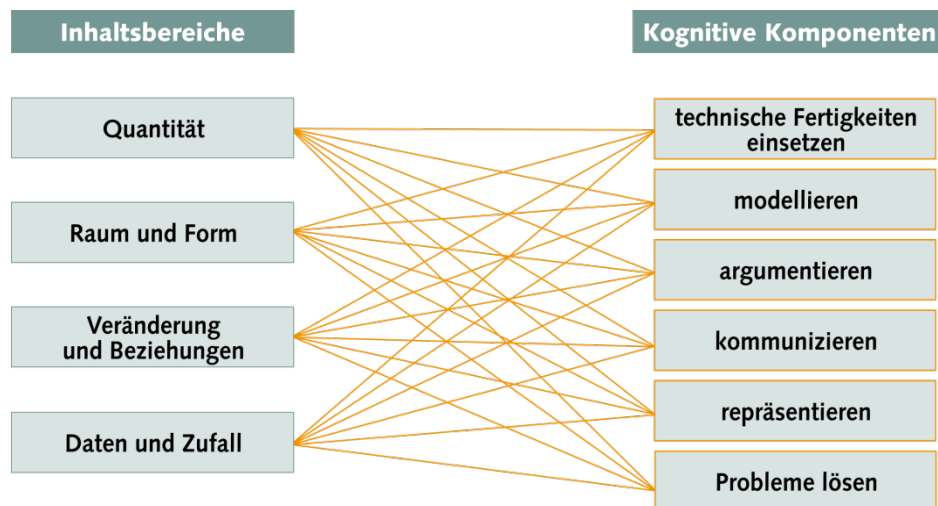 Inhaltsbereiche
Quantität
Raum und Form
Veränderung
und Beziehungen
Daten und Zufall
Kognitive Komponenten
technische Fertigkeiten
einsetzen
modellieren
argumentieren
kommunizieren
repräsentieren
Probleme lösen